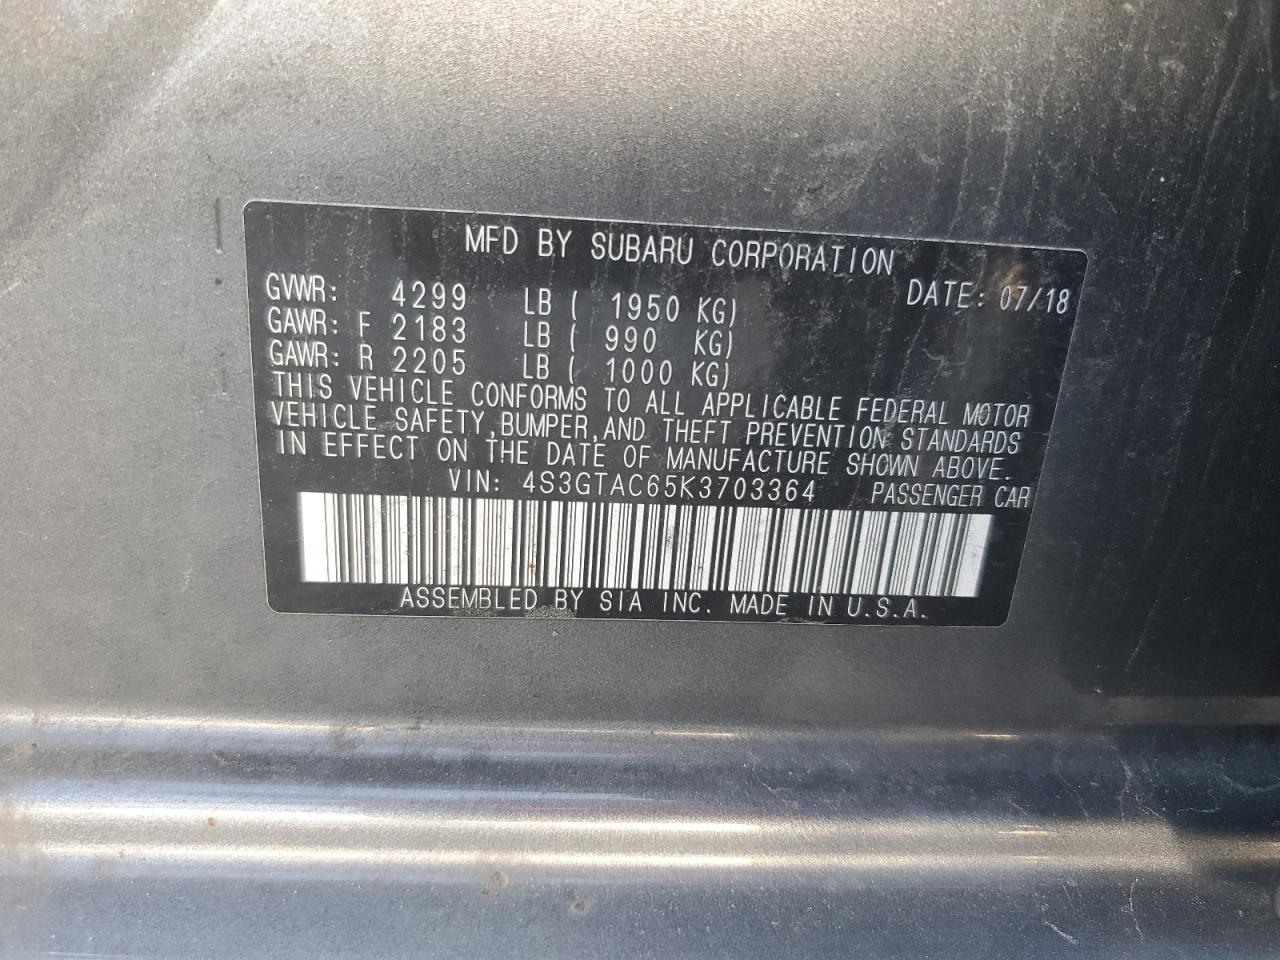 MFD BY SUBARU CORPORATION
DATE: 07/18
GVWR: 4299 LB ( 1950 KG)
GAWR: F 2183 LB ( 990 KG)
GAWR: R 2205 LB ( 1000 KG)
THIS VEHICLE CONFORMS TO ALL APPLICABLE FEDERAL MOTOR
VEHICLE SAFETY,BUMPER,AND THEFT PREVENTION STANDARDS
IN EFFECT ON THE DATE OF MANUFACTURE SHOWN ABOVE.
VIN: 4S3GTAC65K3703364 PASSENGER CAR
ASSEMBLED BY SIA INC. MADE IN U.S.A.